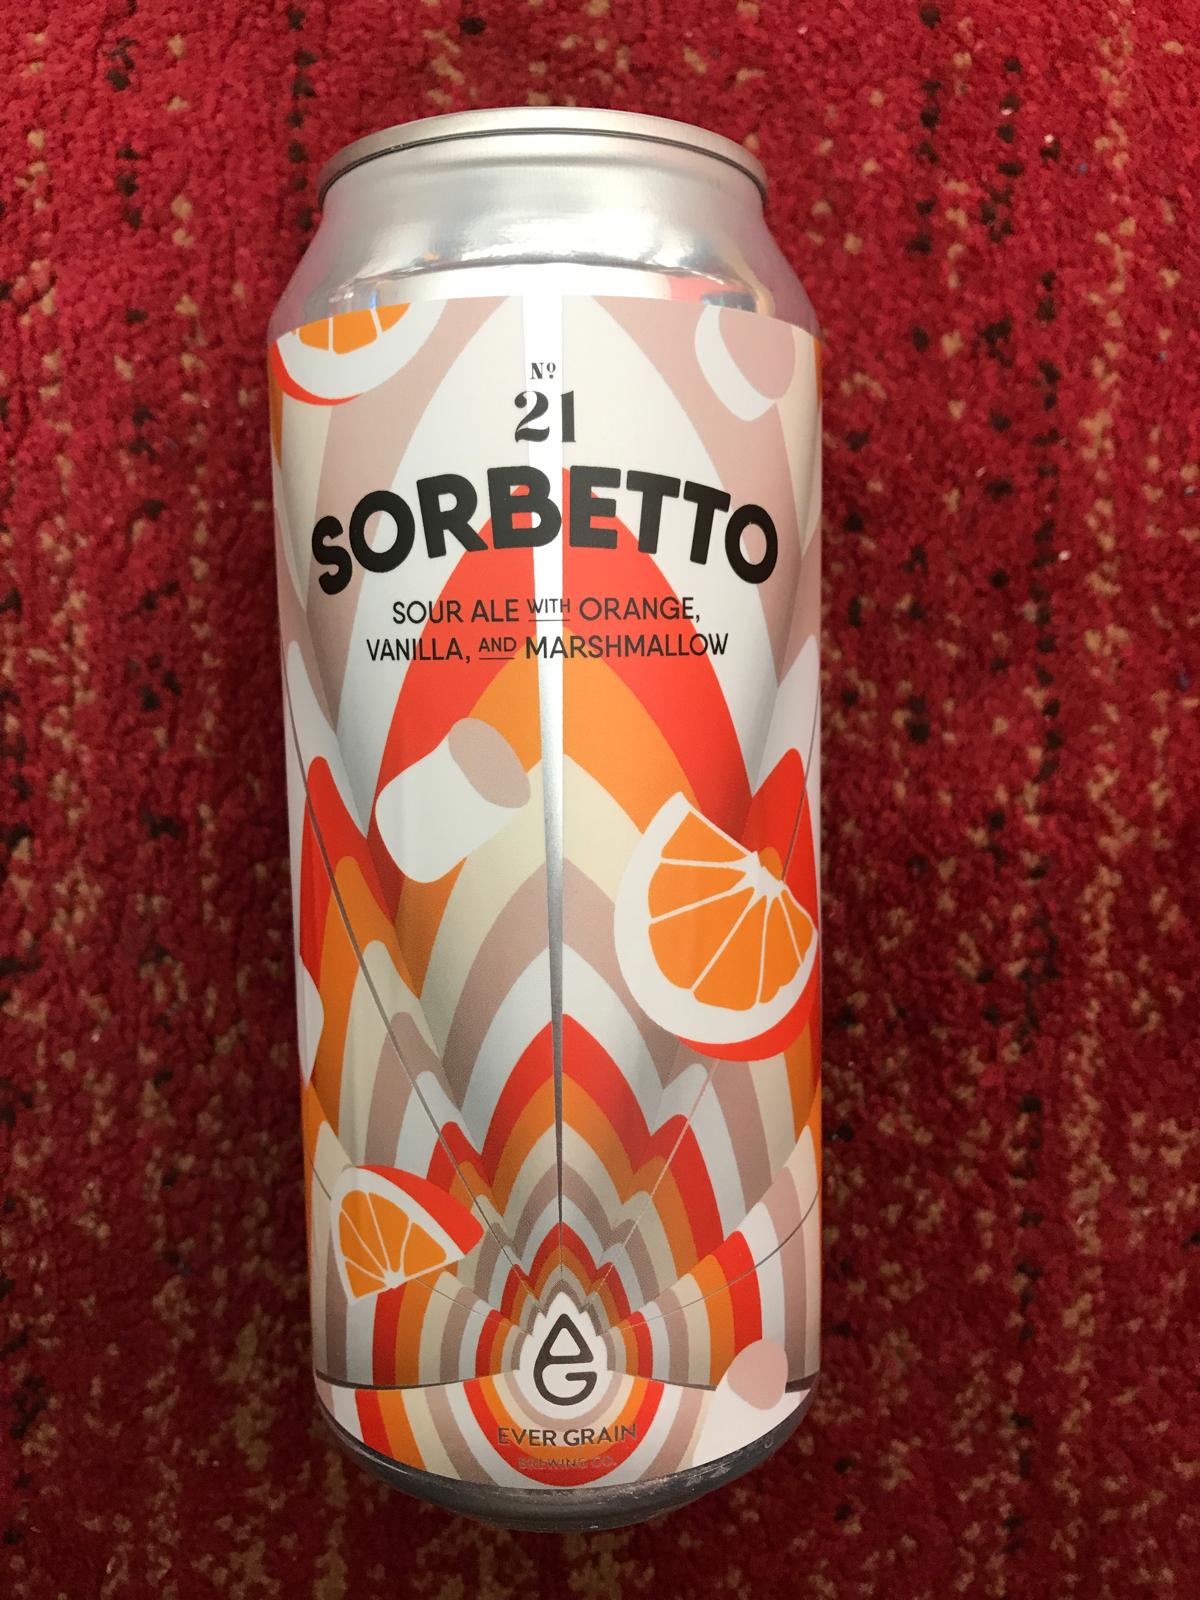 Nº
21
SORBETTO
SOUR ALE WITH ORANGE,
VANILLA, AND MARSHMALLOW
EVER GRAIN
BREWING CO.